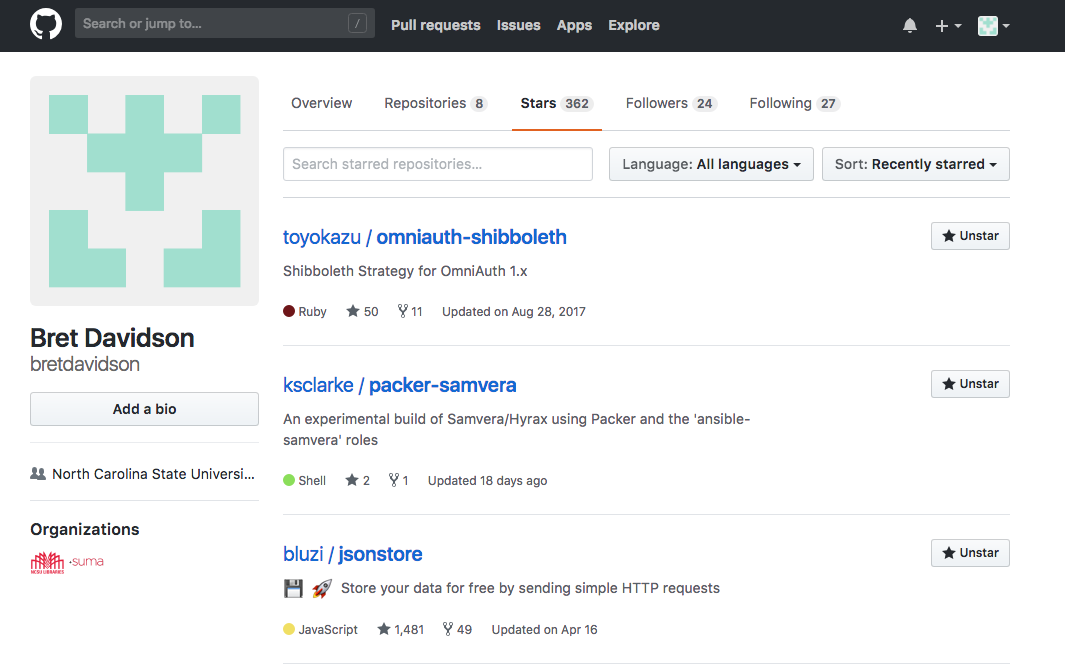 Search or jump to... /
Pull requests Issues Apps Explore
Overview Repositories 8 Stars 362 Followers 24 Following 27
Search starred repositories... Language: All languages Sort: Recently starred
Bret Davidson
bretdavidson
Add a bio
North Carolina State Universi...
Organizations
NCSU LIBRARIES
suma
toyokazu / omniauth-shibboleth
Unstar
Shibboleth Strategy for OmniAuth 1.x
Ruby 50 11 Updated on Aug 28, 2017
ksclarke / packer-samvera
Unstar
An experimental build of Samvera/Hyrax using Packer and the 'ansible-
samvera' roles
Shell 2 1 Updated 18 days ago
bluzi / jsonstore
Unstar
💾 🚀 Store your data for free by sending simple HTTP requests
JavaScript 1,481 49 Updated on Apr 16